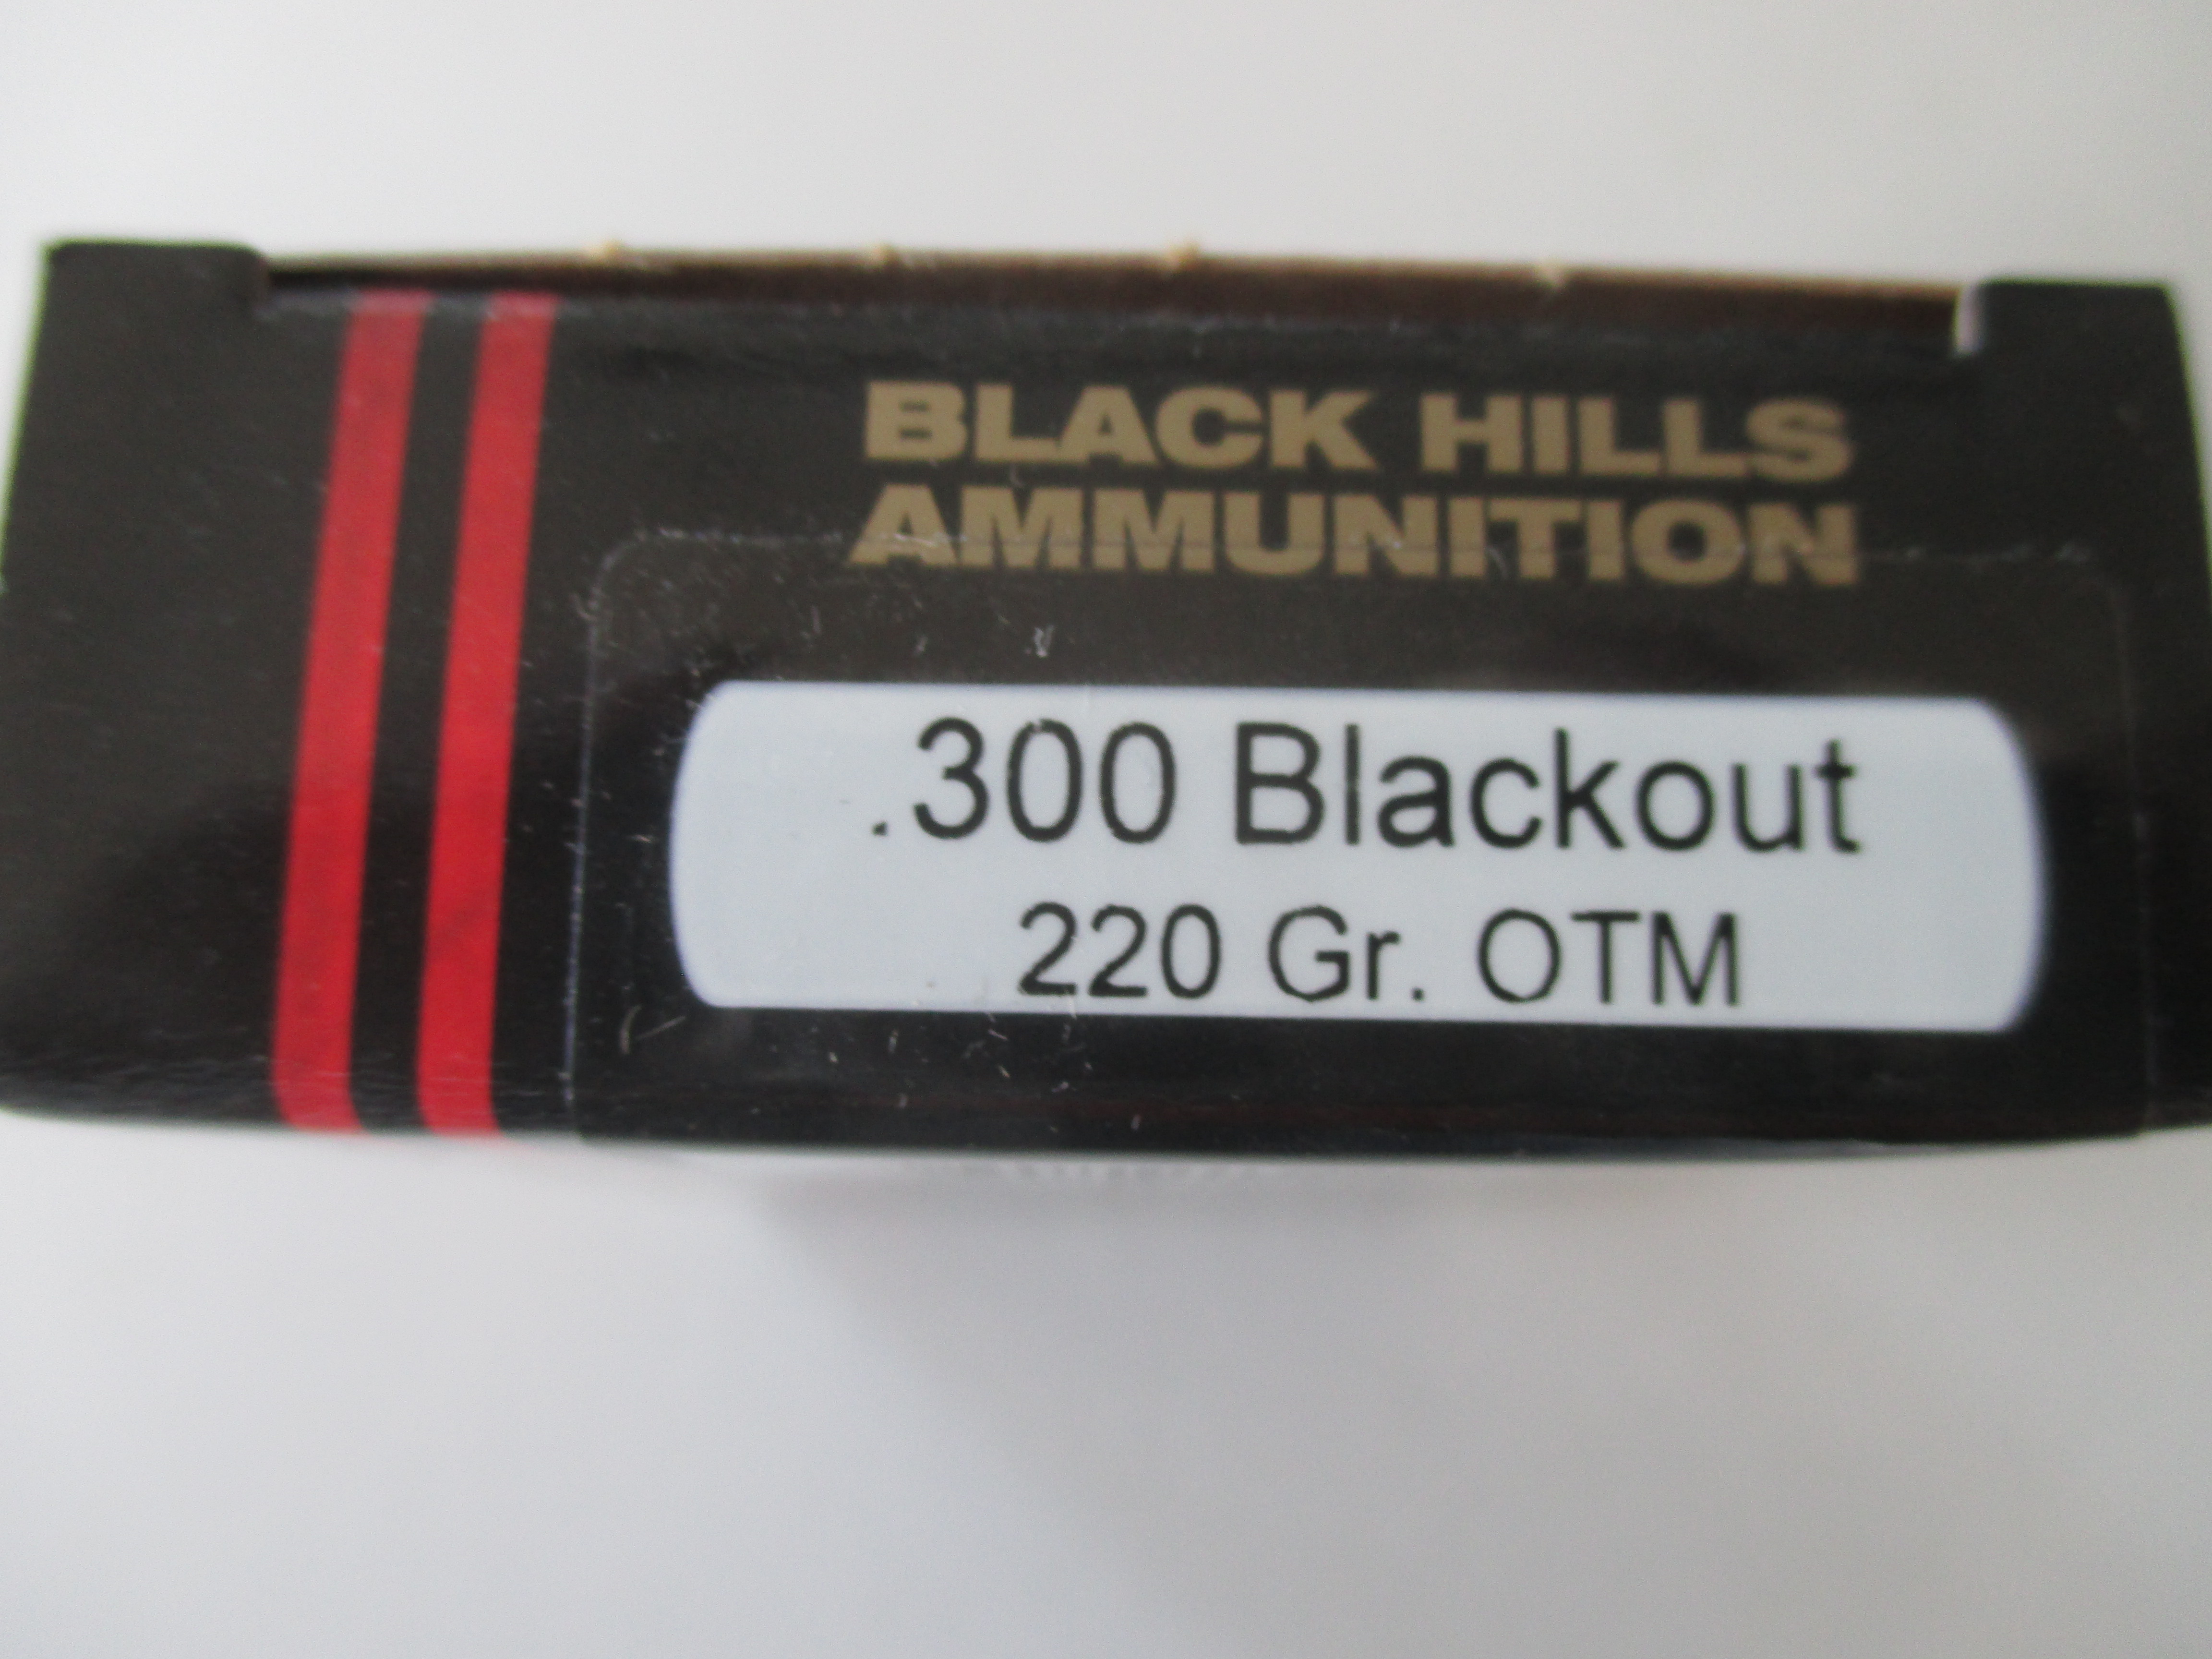 BLACK HILLS
AMMUNITION
.300 Blackout
220 Gr. OTM